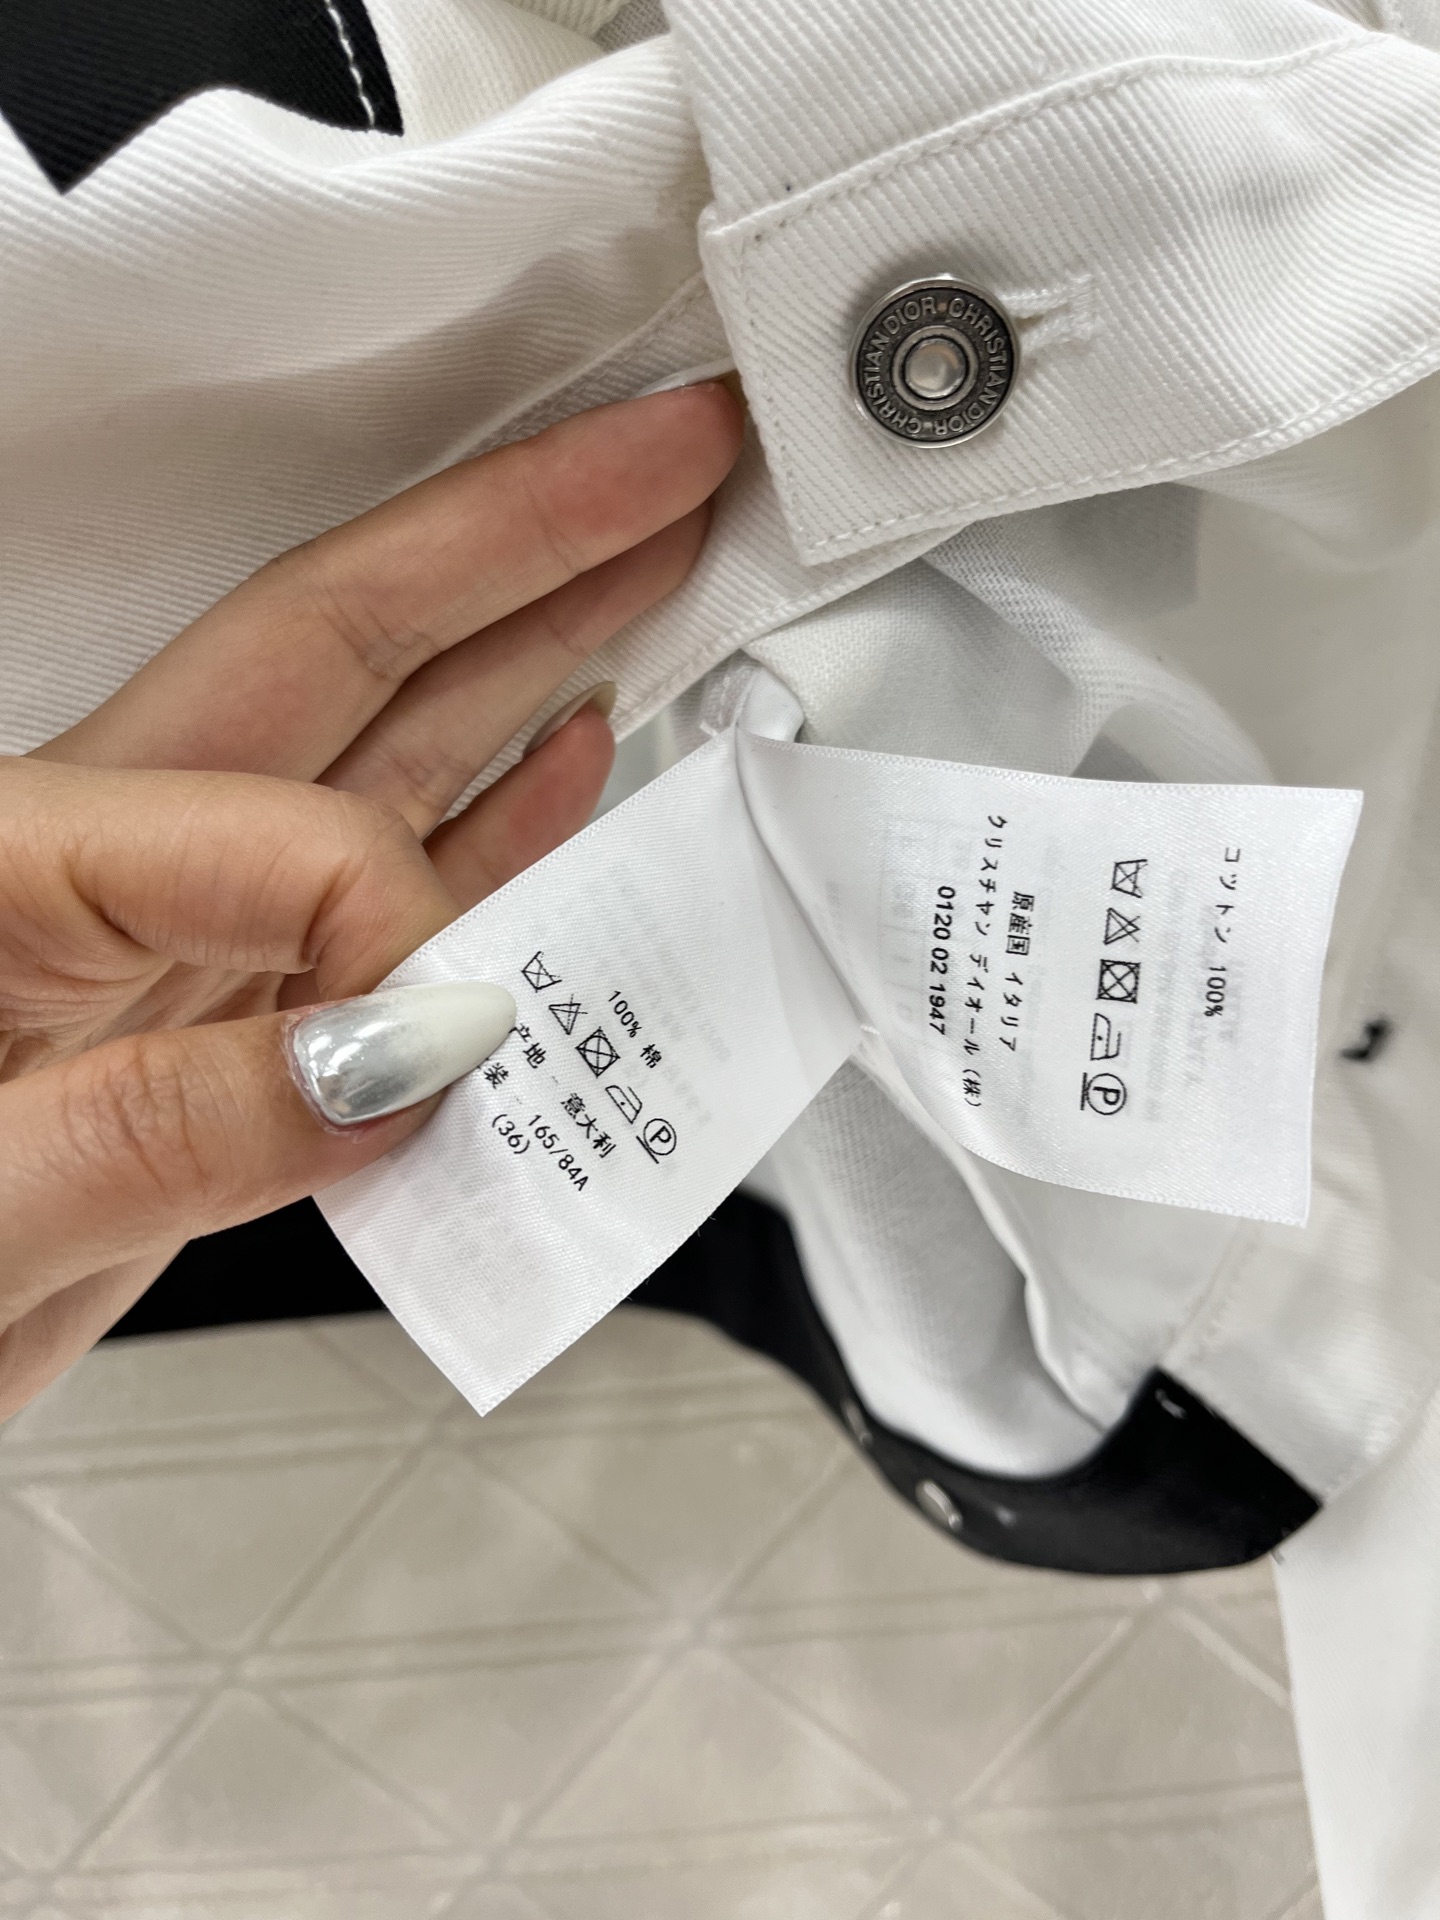 CHRISTIAN DIOR · CHRISTIAN DIOR ·
100% 棉
P
产地 - 意大利
装 - 165/84A
(36)
コットン 100%
P
原産国 イタリア
クリスチャン ディオール (株)
0120 02 1947